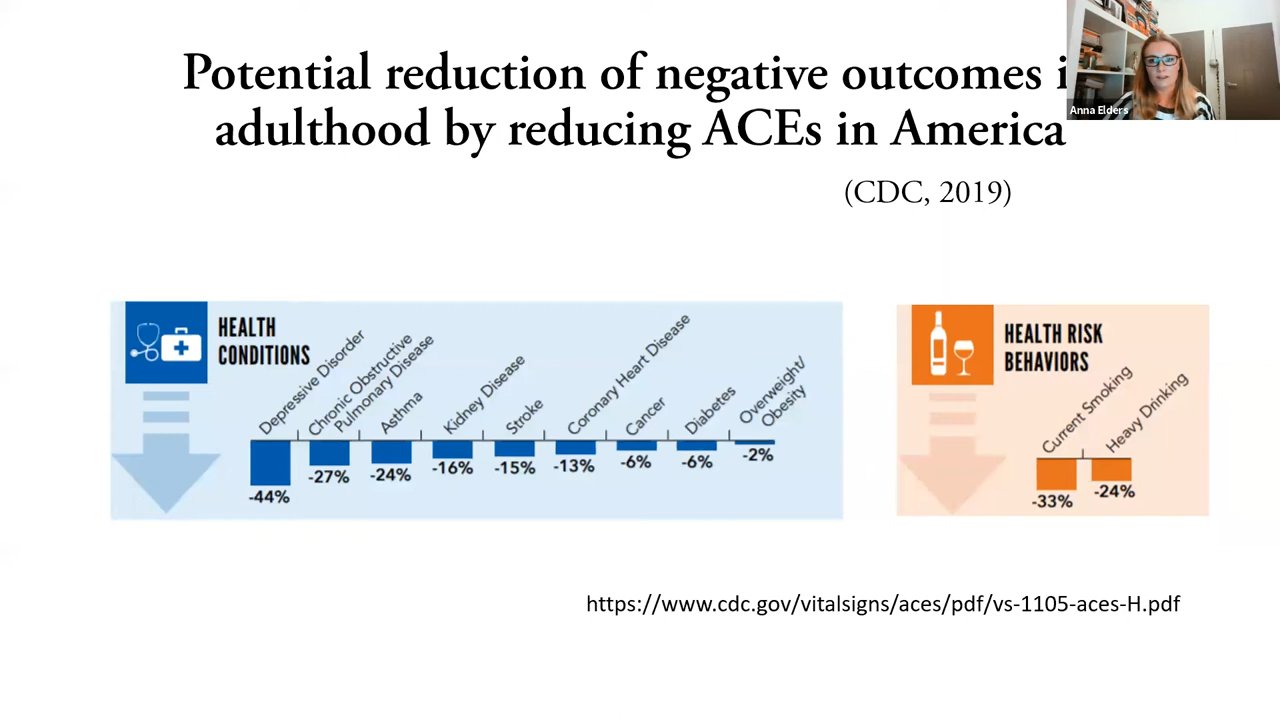 Potential reduction of negative outcomes i
adulthood by reducing ACEs in America
(CDC, 2019)
Anna Elders
HEALTH
CONDITIONS
Depressive Disorder
Chronic Obstructive
Pulmonary Disease
Asthma
Kidney Disease
Stroke
Coronary Heart Disease
Cancer
Diabetes
Overweight/
Obesity
-44%
-27%
-24%
-16%
-15%
-13%
-6%
-6%
-2%
HEALTH RISK
BEHAVIORS
Current Smoking
Heavy Drinking
-33%
-24%
https://www.cdc.gov/vitalsigns/aces/pdf/vs-1105-aces-H.pdf